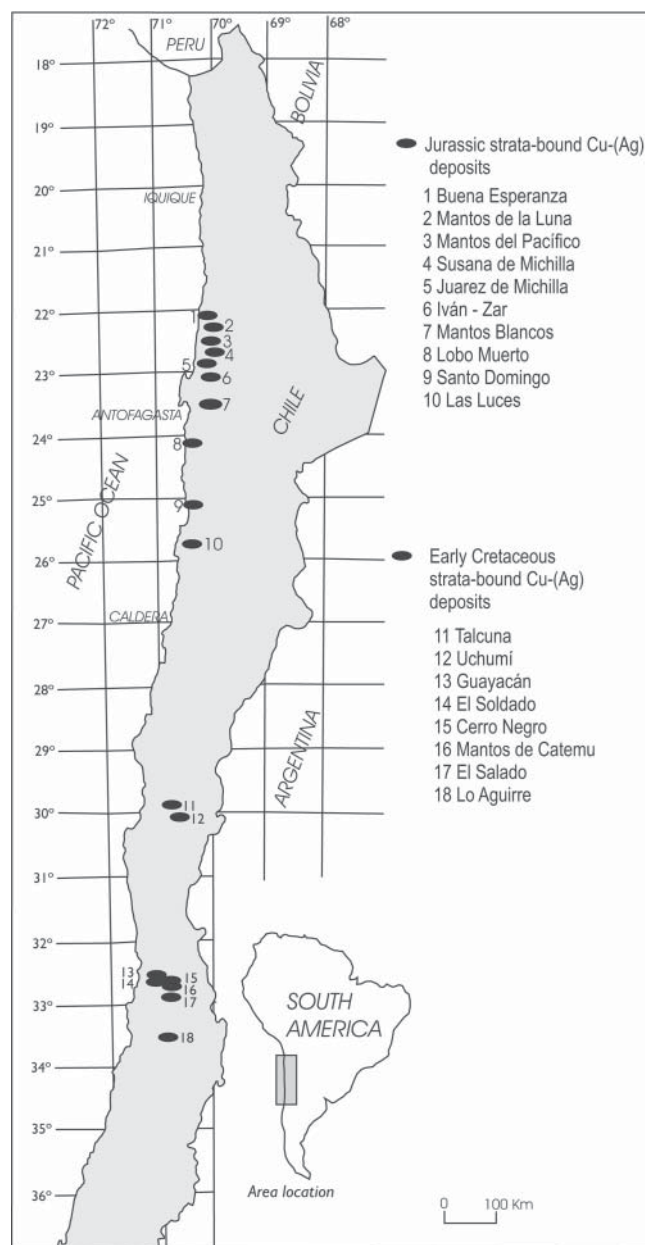 72°
71°
70°
69°
68°
PERU
BOLIVIA
18°
19°
20°
21°
22°
23°
24°
25°
26°
27°
28°
29°
30°
31°
32°
33°
34°
35°
36°
IQUIQUE
ANTOFAGASTA
CALDERA
PACIFIC OCEAN
CHILE
ARGENTINA
1
2
3
4
5
6
7
8
9
10
11
12
13
14
15
16
17
18
Jurassic strata-bound Cu-(Ag)
deposits
1 Buena Esperanza
2 Mantos de la Luna
3 Mantos del Pacífico
4 Susana de Michilla
5 Juarez de Michilla
6 Iván - Zar
7 Mantos Blancos
8 Lobo Muerto
9 Santo Domingo
10 Las Luces
Early Cretaceous
strata-bound Cu-(Ag)
deposits
11 Talcuna
12 Uchumí
13 Guayacán
14 El Soldado
15 Cerro Negro
16 Mantos de Catemu
17 El Salado
18 Lo Aguirre
SOUTH
AMERICA
Area location
0 100 Km